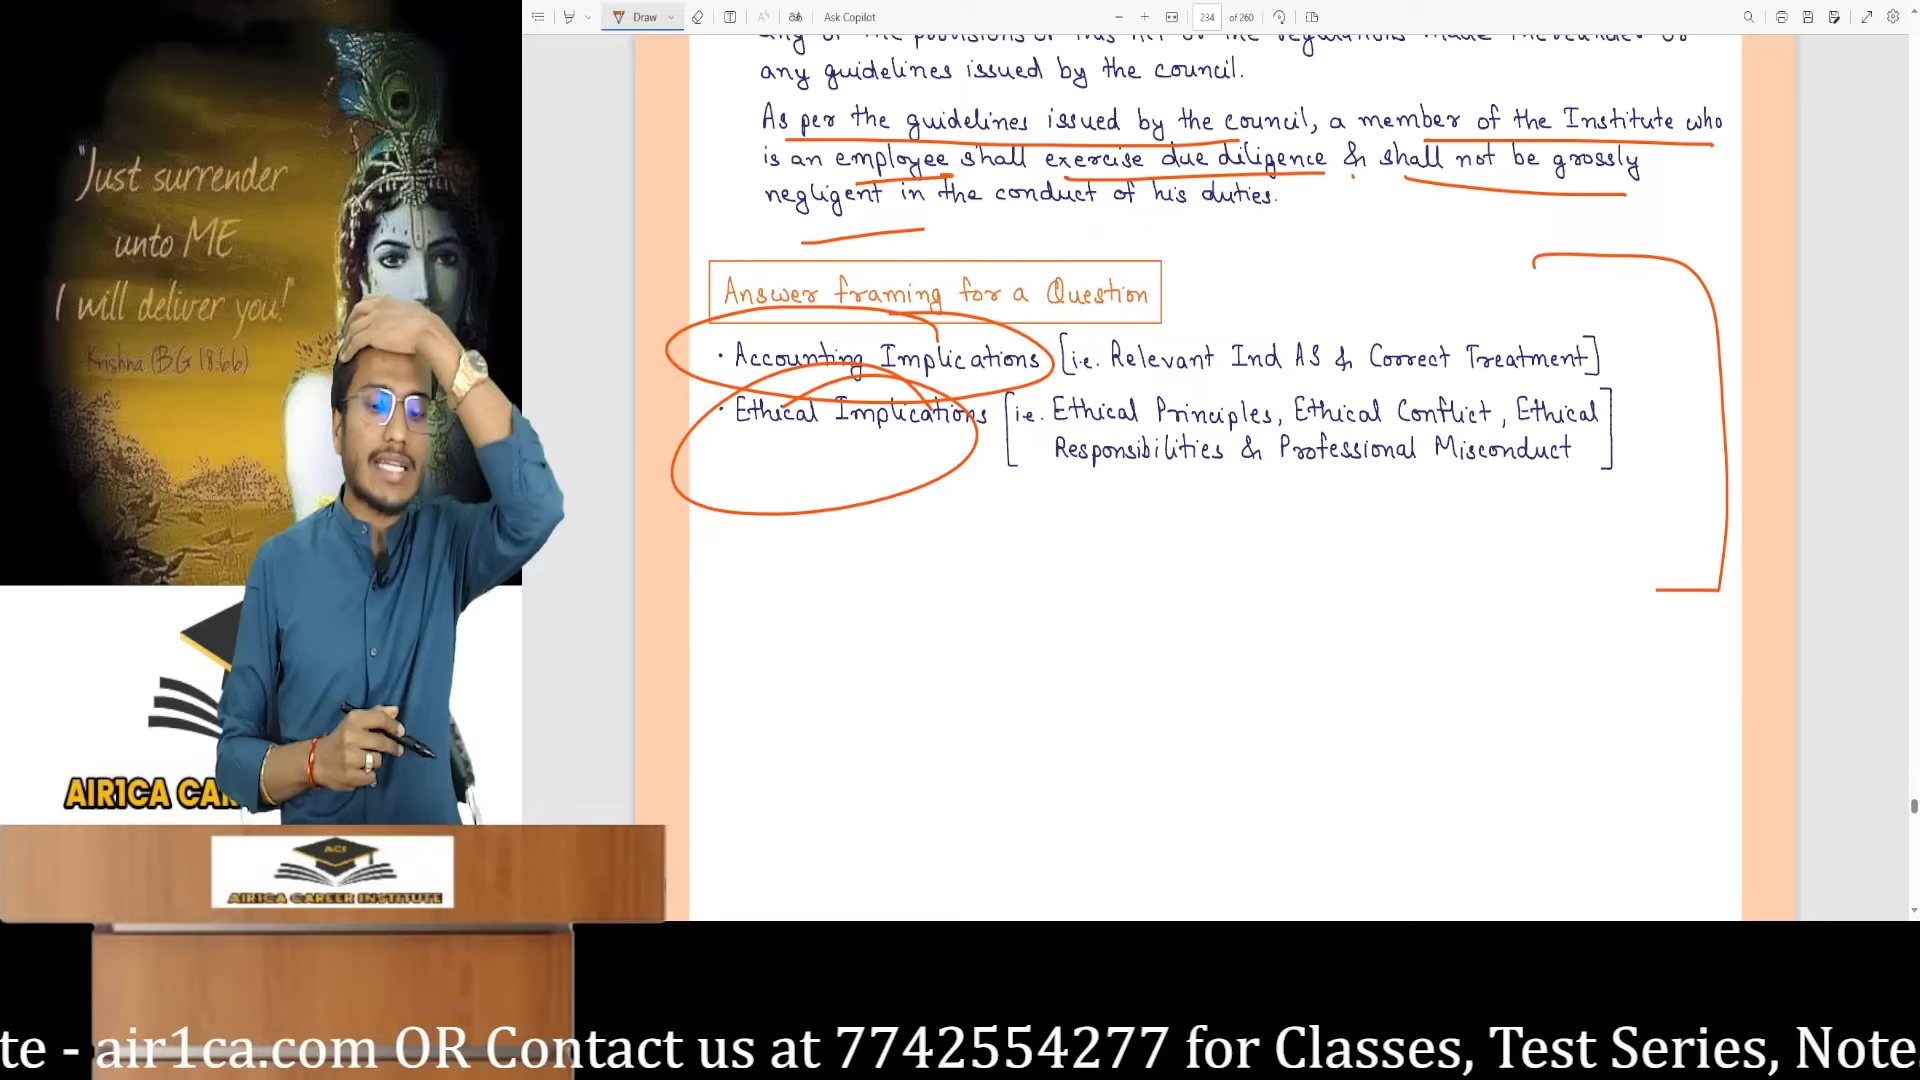 Draw
Ask Copilot
234 of 260
any guidelines issued by the council.
As per the guidelines issued by the council, a member of the Institute who
is an employee shall exercise due diligence & shall not be grossly
negligent in the conduct of his duties.
Answer framing for a Question
· Accounting Implications [i.e. Relevant Ind AS & Correct Treatment]
· Ethical Implications [i.e. Ethical Principles, Ethical Conflict, Ethical
Responsibilities & Professional Misconduct]
"Just surrender
unto ME
I will deliver you!"
Krishna (B.G 18:66)
AIR1CA CAR
ACI
AIR1CA CAREER INSTITUTE
te - air1ca.com OR Contact us at 7742554277 for Classes, Test Series, Note